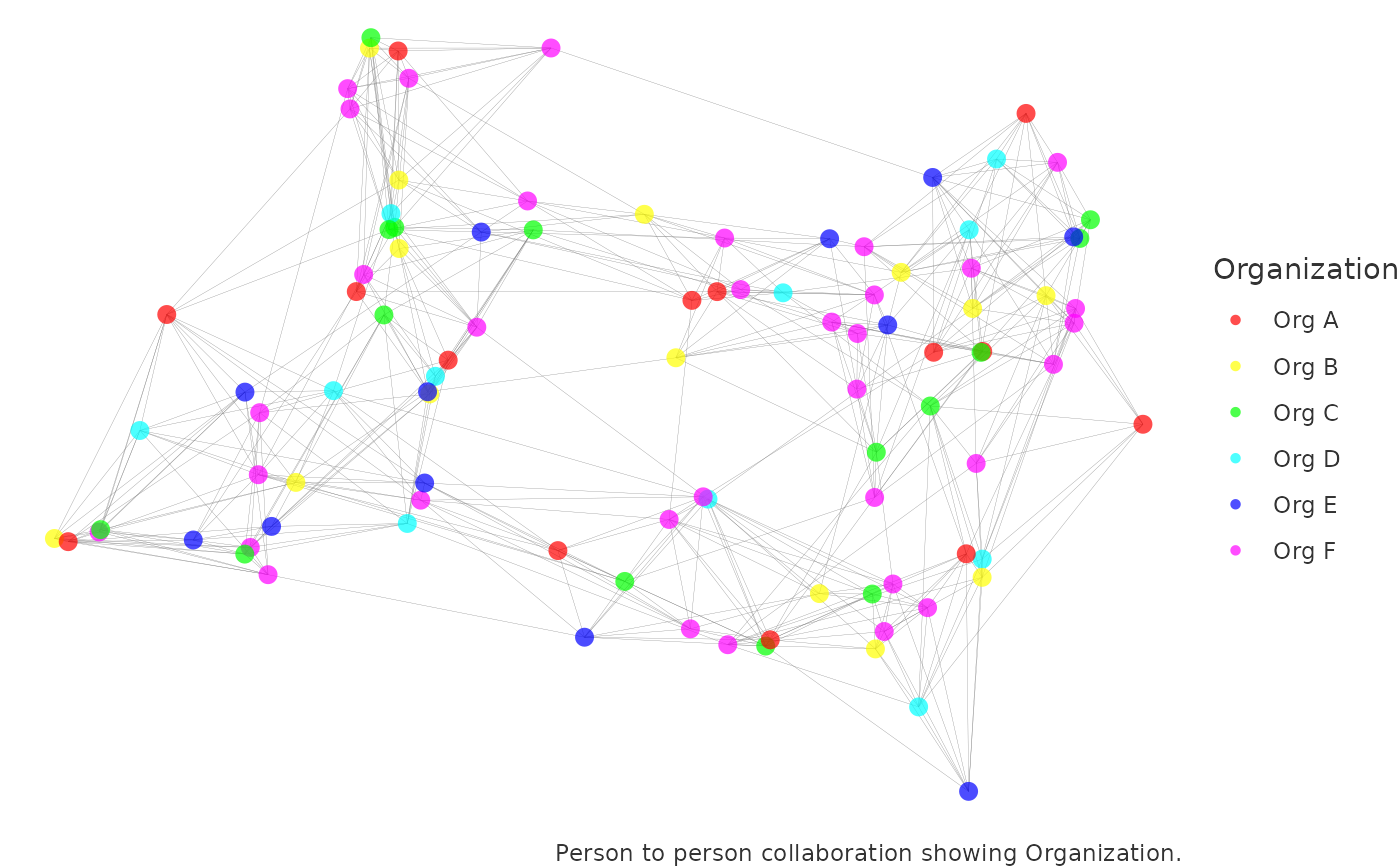 Organization
Org A
Org B
Org C
Org D
Org E
Org F
Person to person collaboration showing Organization.